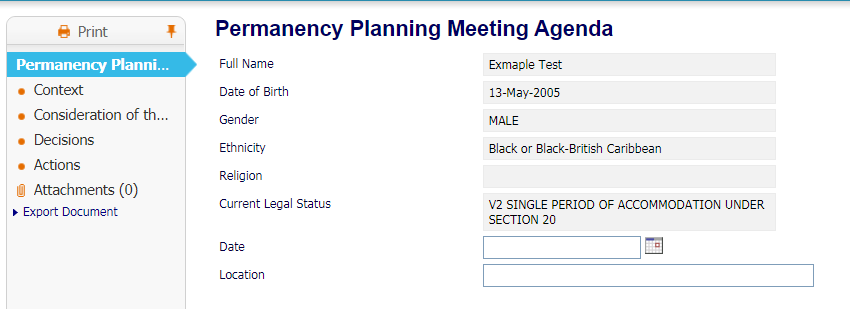 Print
Permanency Planni...
Context
Consideration of th...
Decisions
Actions
Attachments (0)
Export Document
Permanency Planning Meeting Agenda
Full Name Exmaple Test
Date of Birth 13-May-2005
Gender MALE
Ethnicity Black or Black-British Caribbean
Religion
Current Legal Status V2 SINGLE PERIOD OF ACCOMMODATION UNDER
SECTION 20
Date
Location